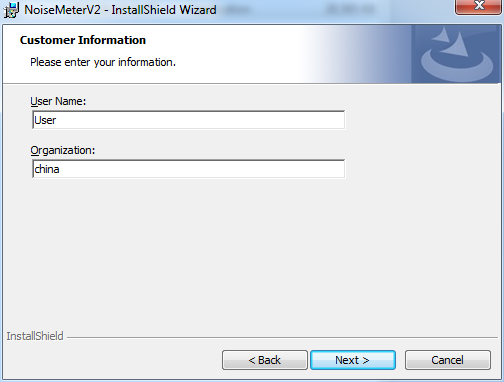 NoiseMeterV2 - InstallShield Wizard
Customer Information
Please enter your information.
User Name:
User
Organization:
china
InstallShield
< Back
Next >
Cancel